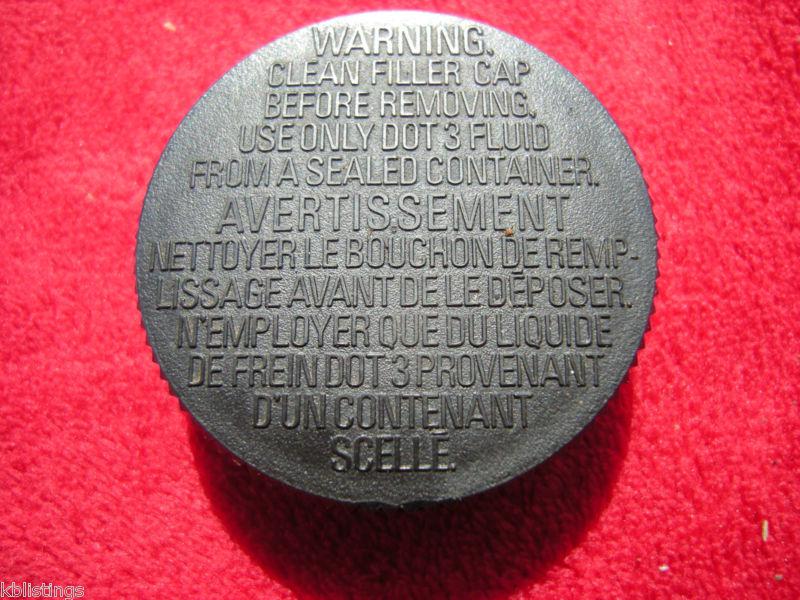 WARNING.
CLEAN FILLER CAP
BEFORE REMOVING.
USE ONLY DOT 3 FLUID
FROM A SEALED CONTAINER.
AVERTISSEMENT
NETTOYER LE BOUCHON DE REMP-
LISSAGE AVANT DE LE DÉPOSER.
N'EMPLOYER QUE DU LIQUIDE
DE FREIN DOT 3 PROVENANT
D'UN CONTENANT
SCELLÉ.
kblistings